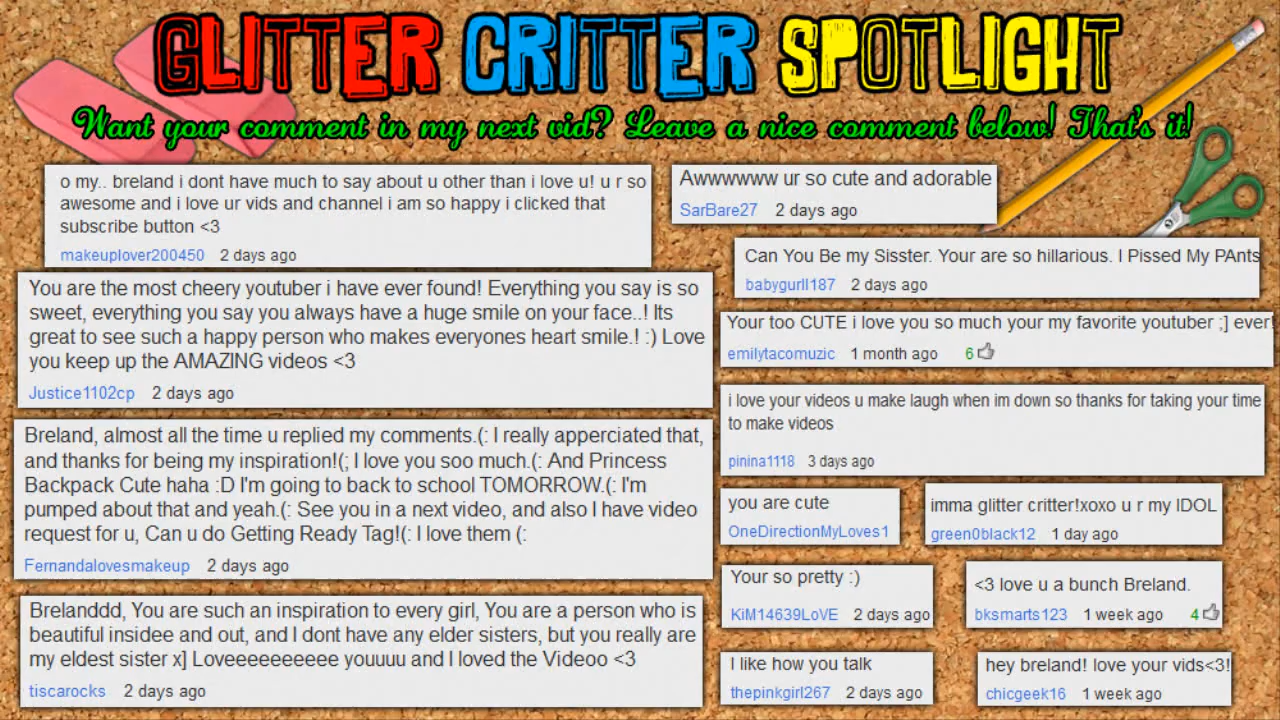 GLITTER CRITTER SPOTLIGHT
Want your comment in my next vid? Leave a nice comment below! That's it!
o my.. breland i dont have much to say about u other than i love u! u r so
awesome and i love ur vids and channel i am so happy i clicked that
subscribe button <3
makeuplover200450 2 days ago
You are the most cheery youtuber i have ever found! Everything you say is so
sweet, everything you say you always have a huge smile on your face..! Its
great to see such a happy person who makes everyones heart smile.! :) Love
you keep up the AMAZING videos <3
Justice1102cp 2 days ago
Breland, almost all the time u replied my comments.(: I really apperciated that,
and thanks for being my inspiration!(; I love you soo much.(: And Princess
Backpack Cute haha :D I'm going to back to school TOMORROW.(: I'm
pumped about that and yeah.(: See you in a next video, and also I have video
request for u, Can u do Getting Ready Tag!(: I love them (:
Fernandalovesmakeup 2 days ago
Brelanddd, You are such an inspiration to every girl, You are a person who is
beautiful insidee and out, and I dont have any elder sisters, but you really are
my eldest sister x] Loveeeeeeeeee youuuu and I loved the Videoo <3
tiscarocks 2 days ago
Awwwwww ur so cute and adorable
SarBare27 2 days ago
Can You Be my Sisster. Your are so hillarious. I Pissed My PAnts
babygurll187 2 days ago
Your too CUTE i love you so much your my favorite youtuber ;] ever!
emilytacomuzic 1 month ago 6
i love your videos u make laugh when im down so thanks for taking your time
to make videos
pinina1118 3 days ago
you are cute
OneDirectionMyLoves1
imma glitter critter!xoxo u r my IDOL
green0black12 1 day ago
Your so pretty :)
KiM14639LoVE 2 days ago
<3 love u a bunch Breland.
bksmarts123 1 week ago 4
I like how you talk
thepinkgirl267 2 days ago
hey breland! love your vids<3!
chicgeek16 1 week ago